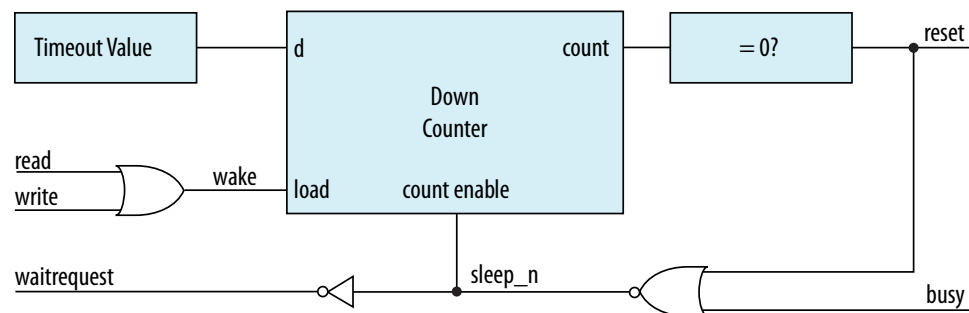 Timeout Value
d
count
= 0?
reset
Down
Counter
read
write
wake
load
count enable
waitrequest
sleep_n
busy